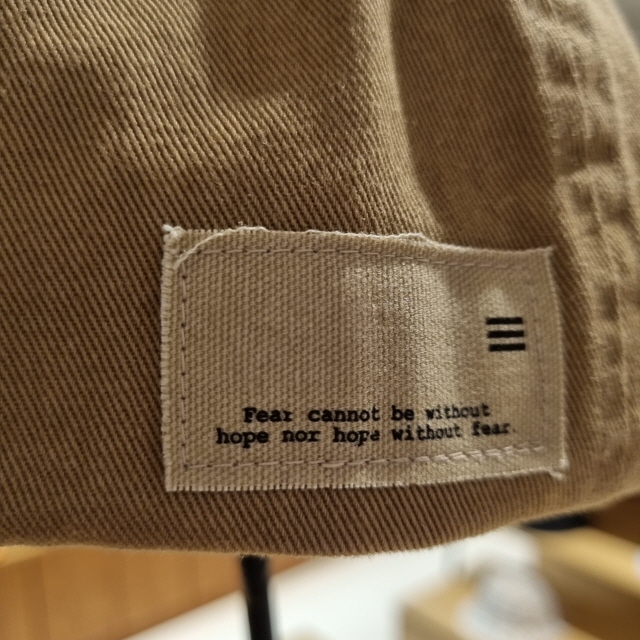 Fear cannot be without
hope nor hope without fear.